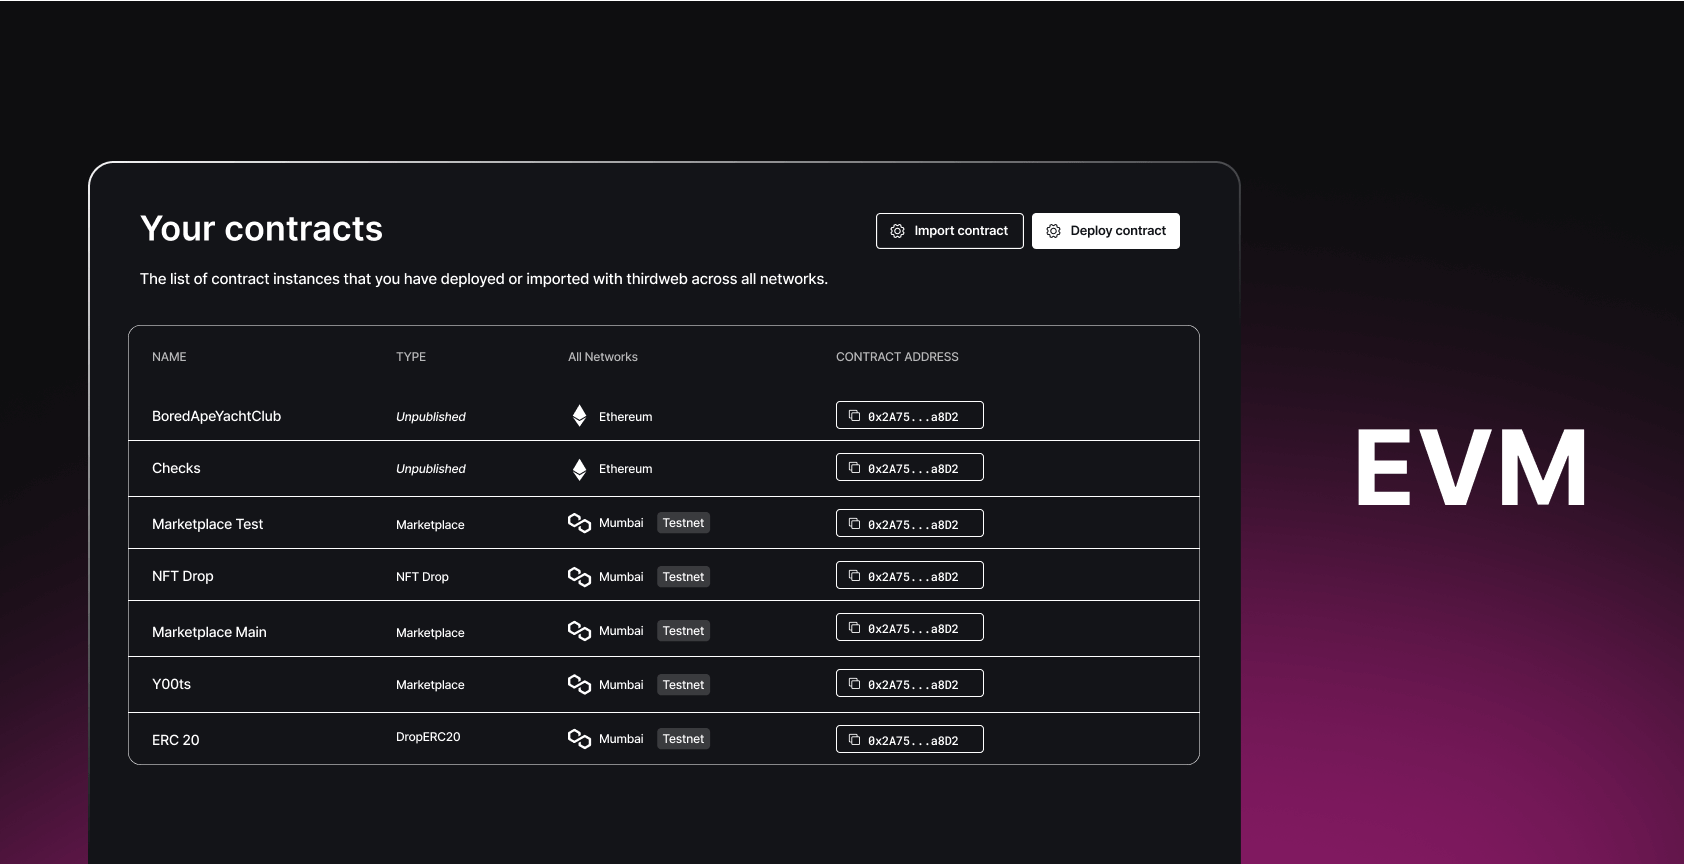 Your contracts
Import contract
Deploy contract
The list of contract instances that you have deployed or imported with thirdweb across all networks.
NAME TYPE All Networks CONTRACT ADDRESS
BoredApeYachtClub Unpublished Ethereum 0x2A75...a8D2
Checks Unpublished Ethereum 0x2A75...a8D2
Marketplace Test Marketplace Mumbai Testnet 0x2A75...a8D2
NFT Drop NFT Drop Mumbai Testnet 0x2A75...a8D2
Marketplace Main Marketplace Mumbai Testnet 0x2A75...a8D2
Y00ts Marketplace Mumbai Testnet 0x2A75...a8D2
ERC 20 DropERC20 Mumbai Testnet 0x2A75...a8D2
EVM